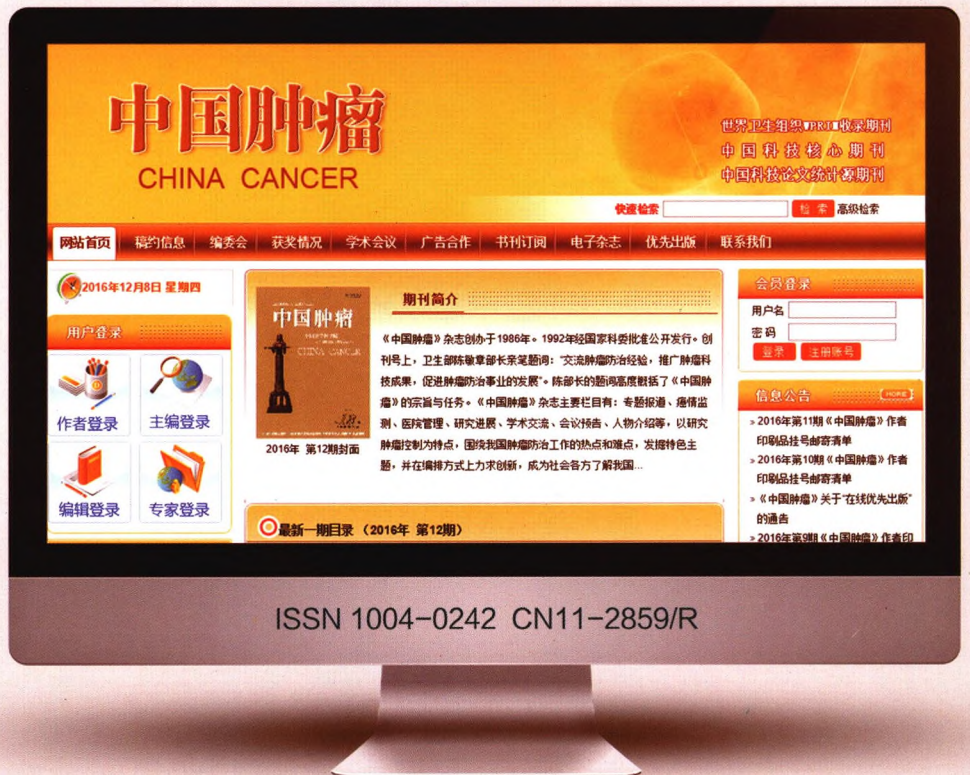 中国肿瘤
CHINA CANCER
世界卫生组织WPRIM收录期刊
中国科技核心期刊
中国科技论文统计源期刊
快速检索 检索 高级检索
网站首页 稿约信息 编委会 获奖情况 学术会议 广告合作 书刊订阅 电子杂志 优先出版 联系我们
2016年12月8日 星期四
用户登录
作者登录 主编登录
编辑登录 专家登录
中国肿瘤
CHINA CANCER
2016年 第12期封面
期刊简介
《中国肿瘤》杂志创办于1986年。1992年经国家科委批准公开发行。创
刊号上，卫生部陈敏章部长亲笔题词：“交流肿瘤防治经验，推广肿瘤科
技成果，促进肿瘤防治事业的发展”。陈部长的题词高度概括了《中国肿
瘤》的宗旨与任务。《中国肿瘤》杂志主要栏目有：专题报道、癌情监
测、医院管理、研究进展、学术交流、会议预告、人物介绍等，以研究
肿瘤控制为特点，围绕我国肿瘤防治工作的热点和难点，发掘特色主
题，并在编排方式上力求创新，成为社会各方了解我国...
最新一期目录 （2016年 第12期）
会员登录
用户名
密码
登录 注册账号
信息公告 HOME
» 2016年第11期《中国肿瘤》作者
印刷品挂号邮寄清单
» 2016年第10期《中国肿瘤》作者
印刷品挂号邮寄清单
» 《中国肿瘤》关于“在线优先出版”
的通告
» 2016年第9期《中国肿瘤》作者印
ISSN 1004-0242 CN11-2859/R